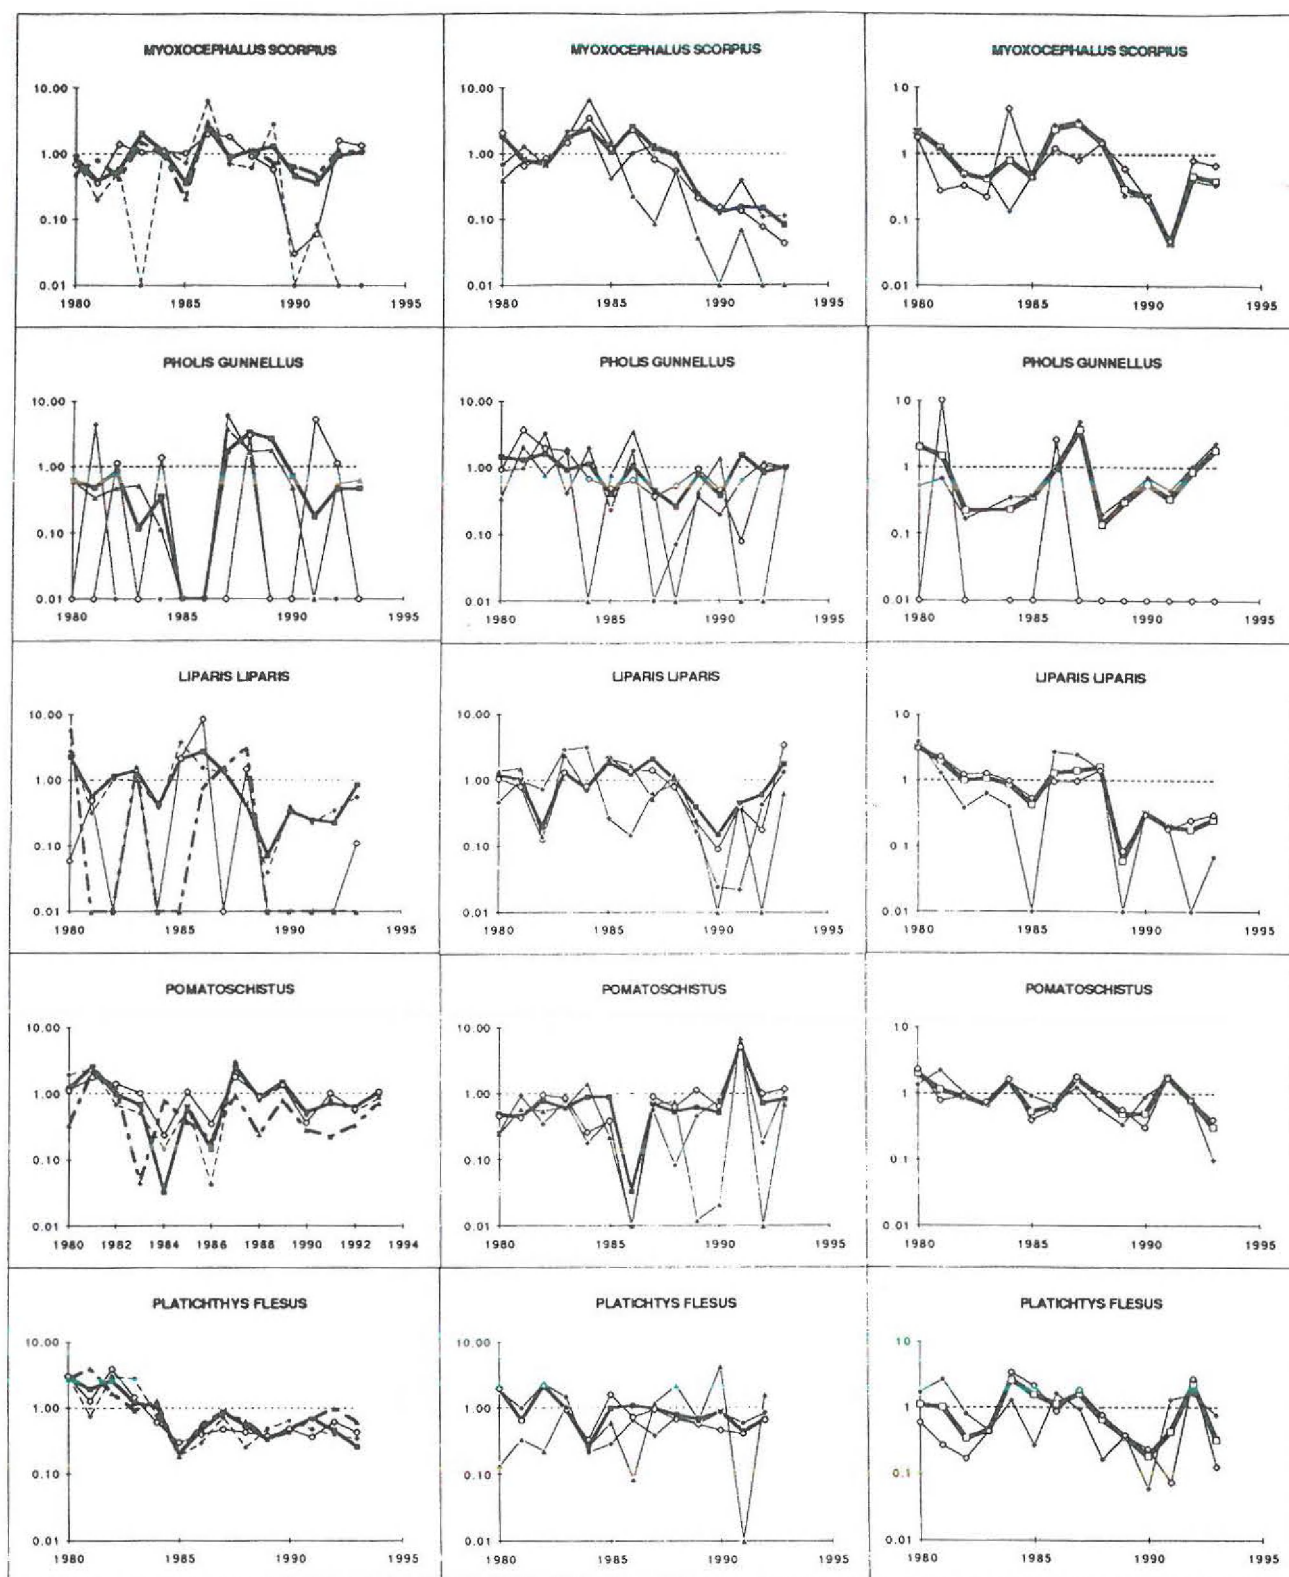 MYOXOCEPHALUS SCORPIUS
10.00
1.00
0.10
0.01
1980 1985 1990 1995
MYOXOCEPHALUS SCORPIUS
10.00
1.00
0.10
0.01
1980 1985 1990 1995
MYOXOCEPHALUS SCORPIUS
10
1
0.1
0.01
1980 1985 1990 1995
PHOLIS GUNNELLUS
10.00
1.00
0.10
0.01
1980 1985 1990 1995
PHOLIS GUNNELLUS
10.00
1.00
0.10
0.01
1980 1985 1990 1995
PHOLIS GUNNELLUS
10
1
0.1
0.01
1980 1985 1990 1995
LIPARIS LIPARIS
10.00
1.00
0.10
0.01
1980 1985 1990 1995
LIPARIS LIPARIS
10.00
1.00
0.10
0.01
1980 1985 1990 1995
LIPARIS LIPARIS
10
1
0.1
0.01
1980 1985 1990 1995
POMATOSCHISTUS
10.00
1.00
0.10
0.01
1980 1982 1984 1986 1988 1990 1992 1994
POMATOSCHISTUS
10.00
1.00
0.10
0.01
1980 1985 1990 1995
POMATOSCHISTUS
10
1
0.1
0.01
1980 1985 1990 1995
PLATICHTHYS FLESUS
10.00
1.00
0.10
0.01
1980 1985 1990 1995
PLATICHTYS FLESUS
10.00
1.00
0.10
0.01
1980 1985 1990 1995
PLATICHTYS FLESUS
10
1
0.1
0.01
1980 1985 1990 1995